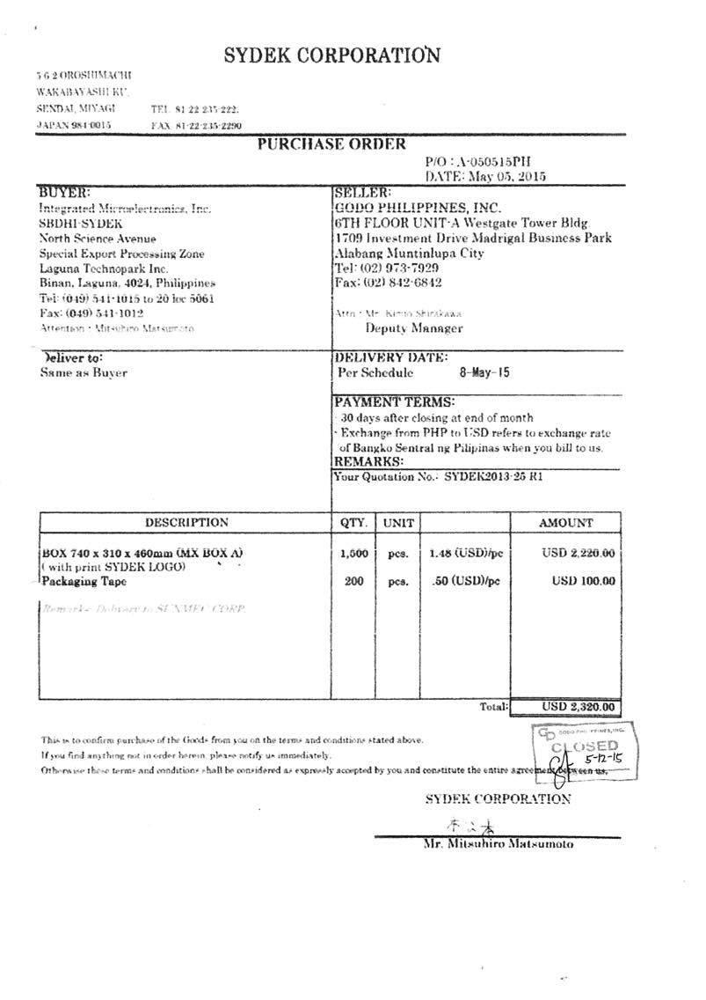 SYDEK CORPORATION
5 6 2 OROSHIMACHI
WAKABAYASHI KU,
SENDAI, MIYAGI TEL 81-22-235-222.
JAPAN 984-0015 FAX 81-22-235-2290
PURCHASE ORDER
P/O : A-050515PH
DATE: May 05, 2015
BUYER:
Integrated Microelectronics, Inc.
SBDHI-SYDEK
North Science Avenue
Special Export Processing Zone
Laguna Technopark Inc.
Binan, Laguna, 4024, Philippines
Tel: (049) 541-1015 to 20 loc 5061
Fax: (049) 541-1012
Attention : Mitsuhiro Matsumoto
SELLER:
GODO PHILIPPINES, INC.
6TH FLOOR UNIT-A Westgate Tower Bldg.
1709 Investment Drive Madrigal Business Park
Alabang Muntinlupa City
Tel: (02) 973-7929
Fax: (02) 842-6842
Attn : Mr. Kimio Shirakawa
Deputy Manager
Deliver to:
Same as Buyer
DELIVERY DATE:
Per Schedule 8-May-15
PAYMENT TERMS:
30 days after closing at end of month
- Exchange from PHP to USD refers to exchange rate
of Bangko Sentral ng Pilipinas when you bill to us.
REMARKS:
Your Quotation No.: SYDEK2013-25 R1
DESCRIPTION QTY. UNIT AMOUNT
BOX 740 x 310 x 460mm (MX BOX A) 1,500 pcs. 1.48 (USD)/pc USD 2,220.00
( with print SYDEK LOGO)
Packaging Tape 200 pcs. .50 (USD)/pc USD 100.00
Remarks: Delivery to SUNMEC CORP.
Total: USD 2,320.00
This is to confirm purchase of the Goods from you on the terms and conditions stated above.
If you find anything not in order herein, please notify us immediately.
Otherwise these terms and conditions shall be considered as expressly accepted by you and constitute the entire agreement between us.
GD GODO PHILIPPINES, INC.
CLOSED
5-12-15
SYDEK CORPORATION
Mr. Mitsuhiro Matsumoto